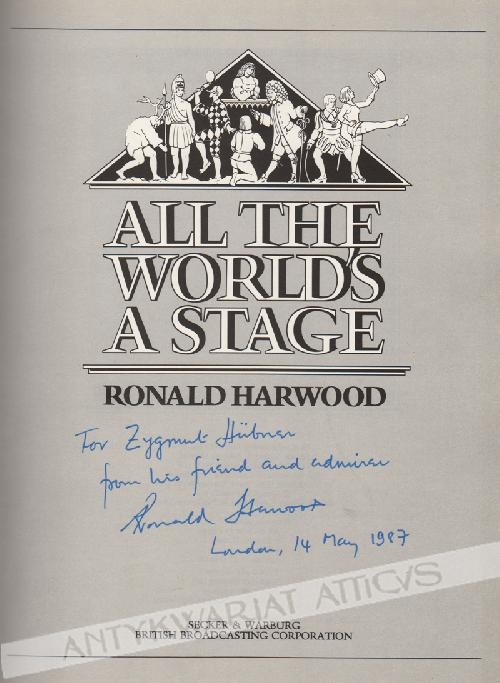 ALL THE
WORLD'S
A STAGE
RONALD HARWOOD
For Zygmunt Hübner
from his friend and admirer
Ronald Harwood
London, 14 May 1987
ANTYKWARIAT ATTICVS
SECKER & WARBURG
BRITISH BROADCASTING CORPORATION